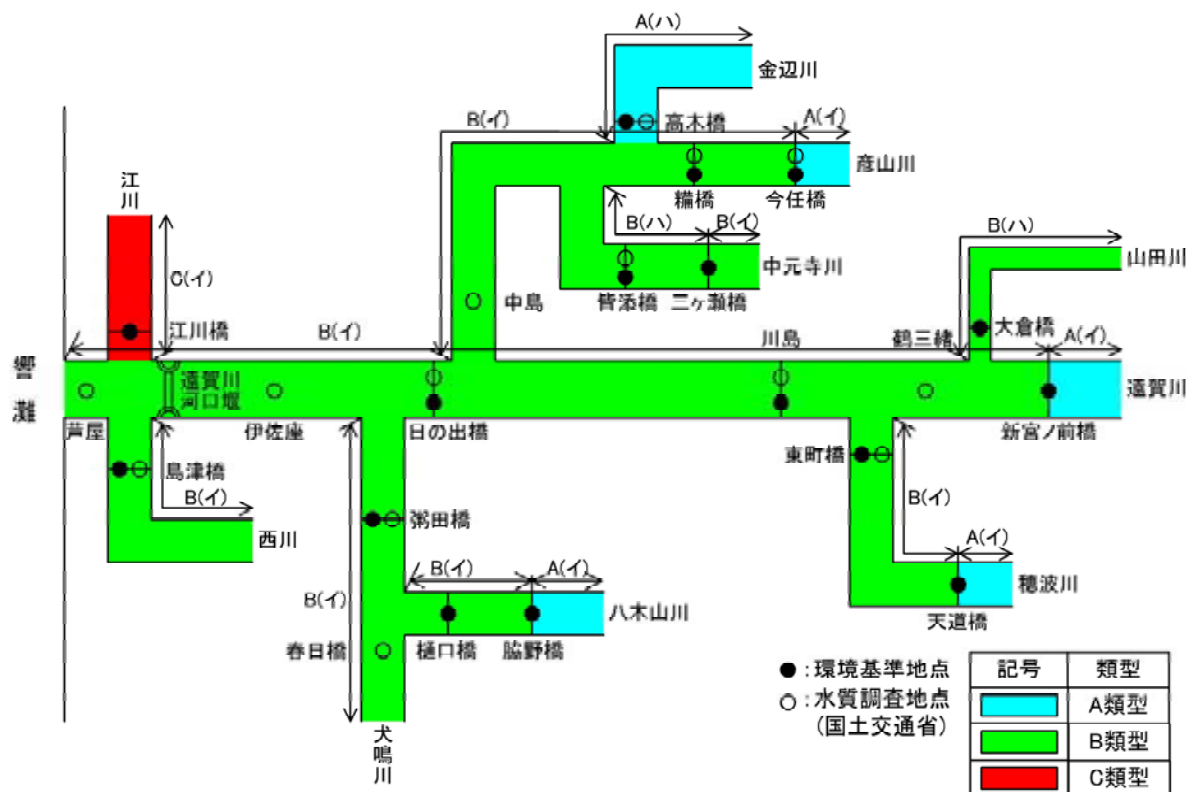 A(ハ)
金辺川
B(イ)
高木橋
A(イ)
彦山川
糒橋
今任橋
江川
B(ハ)
B(イ)
中元寺川
皆添橋
三ヶ瀬橋
B(ハ)
山田川
C(イ)
中島
江川橋
B(イ)
川島
鶴三緒
大倉橋
A(イ)
響灘
遠賀川
河口堰
遠賀川
芦屋
伊佐座
日の出橋
新宮ノ前橋
島津橋
東町橋
B(イ)
B(イ)
西川
粥田橋
B(イ)
A(イ)
A(イ)
穂波川
B(イ)
八木山川
天道橋
春日橋
樋口橋
脇野橋
犬鳴川
●:環境基準地点
○:水質調査地点
(国土交通省)
記号 類型
A類型
B類型
C類型